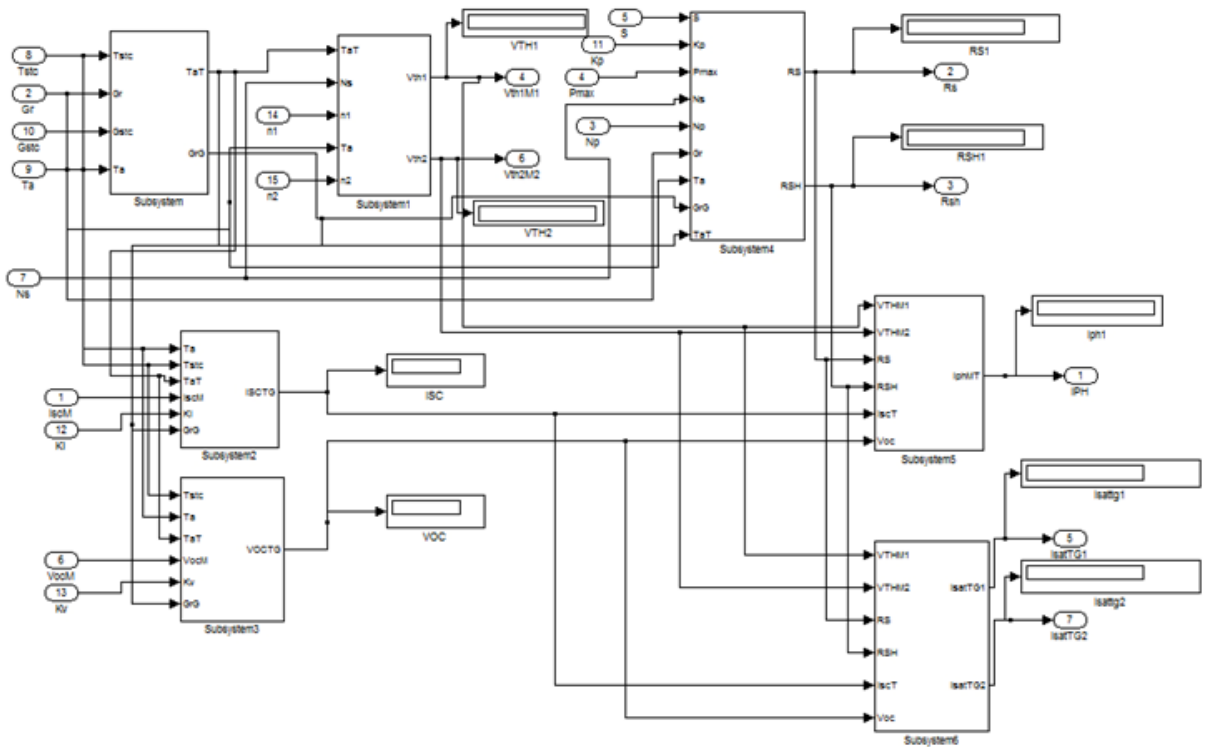 8
Tstc
2
Gr
10
Gstc
9
Ta
Tstc
Gr
Gstc
Ta
TaT
GrG
Subsystem
7
Ns
14
n1
15
n2
TaT
Ns
n1
Ta
n2
Vth1
Vth2
Subsystem1
VTH1
4
Vth1M1
6
Vth2M2
VTH2
5
S
11
Kp
4
Pmax
3
Np
S
Kp
Pmax
Ns
Np
Gr
Ta
GrG
TaT
RS
RSH
Subsystem4
RS1
2
Rs
RSH1
3
Rsh
1
IscM
12
KI
Ta
Tstc
TaT
IscM
KI
GrG
ISCTG
Subsystem2
ISC
6
VocM
13
Kv
Tstc
Ta
TaT
VocM
Kv
GrG
VOCTG
Subsystem3
VOC
VTHM1
VTHM2
RS
RSH
IscT
Voc
IphMT
Subsystem5
Iph1
1
IPH
VTHM1
VTHM2
RS
RSH
IscT
Voc
IsatTG1
IsatTG2
Subsystem6
Isattg1
5
IsatTG1
Isattg2
7
IsatTG2